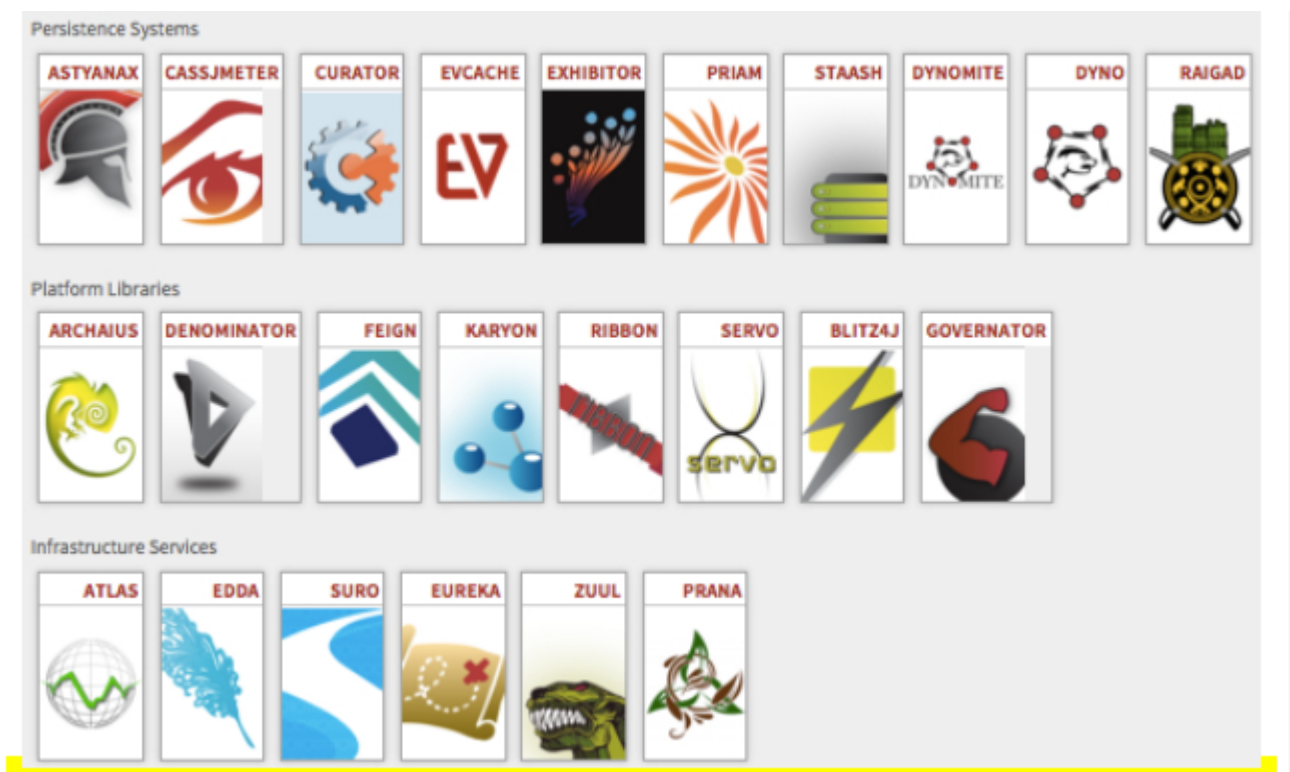 Persistence Systems
ASTYANAX CASSJMETER CURATOR EVCACHE EXHIBITOR PRIAM STAASH DYNOMITE DYNO RAIGAD
EV
DYNOMITE
Platform Libraries
ARCHAIUS DENOMINATOR FEIGN KARYON RIBBON SERVO BLITZ4J GOVERNATOR
RIBBON
servo
Infrastructure Services
ATLAS EDDA SURO EUREKA ZUUL PRANA